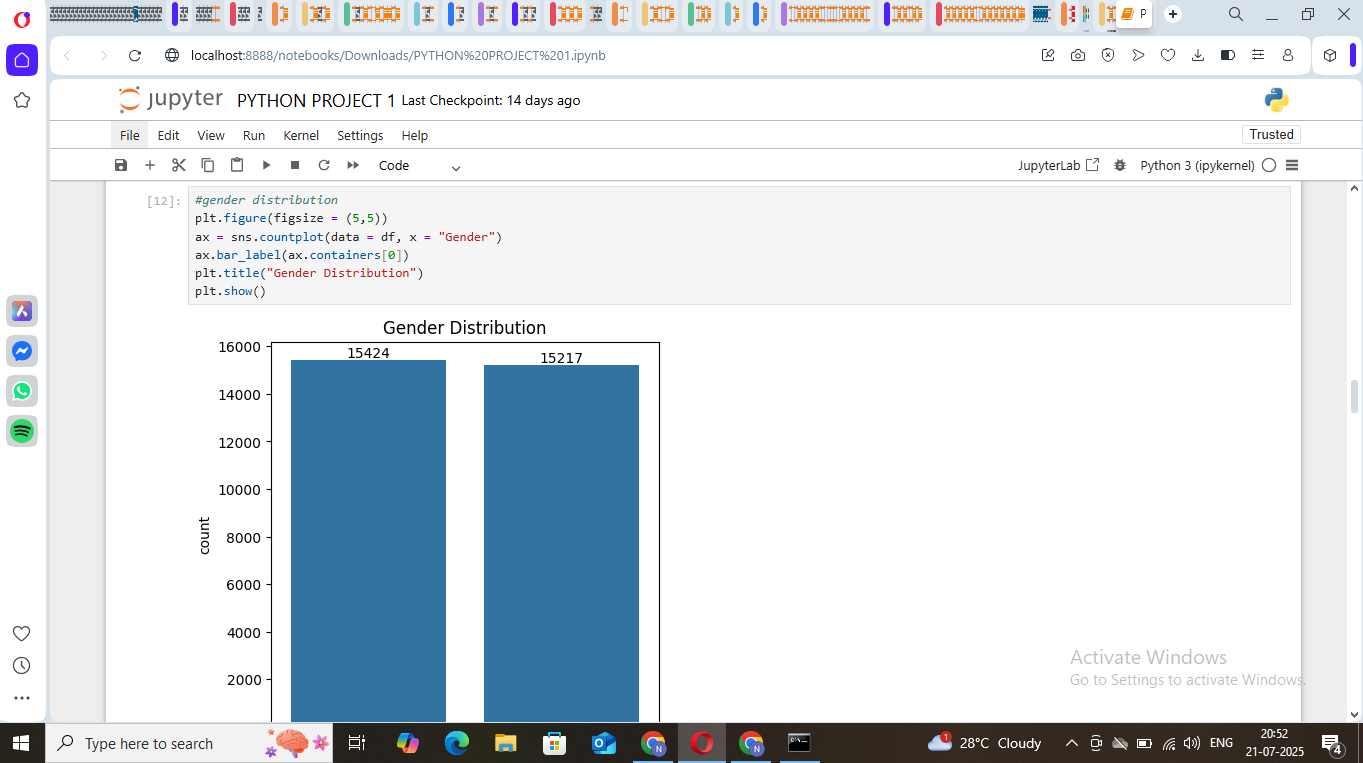 P
localhost:8888/notebooks/Downloads/PYTHON%20PROJECT%201.ipynb
jupyter PYTHON PROJECT 1 Last Checkpoint: 14 days ago
File Edit View Run Kernel Settings Help
Trusted
Code
JupyterLab Python 3 (ipykernel)
[12]: #gender distribution
plt.figure(figsize = (5,5))
ax = sns.countplot(data = df, x = "Gender")
ax.bar_label(ax.containers[0])
plt.title("Gender Distribution")
plt.show()
Gender Distribution
16000
15424
15217
14000
12000
10000
8000
6000
4000
2000
count
Activate Windows
Go to Settings to activate Windows.
Type here to search
N
N
1
28°C Cloudy
ENG
20:52
21-07-2025
4